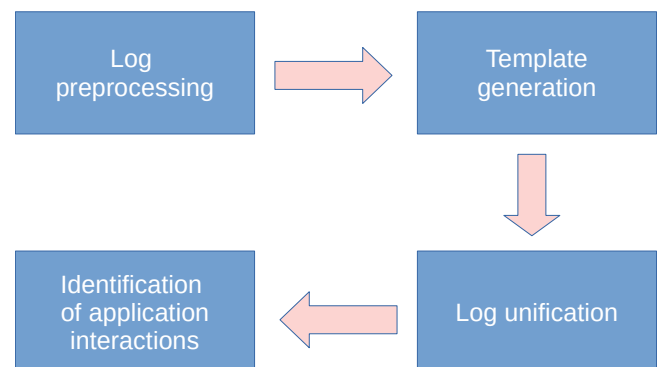 Log
preprocessing
Template
generation
Identification
of application
interactions
Log unification